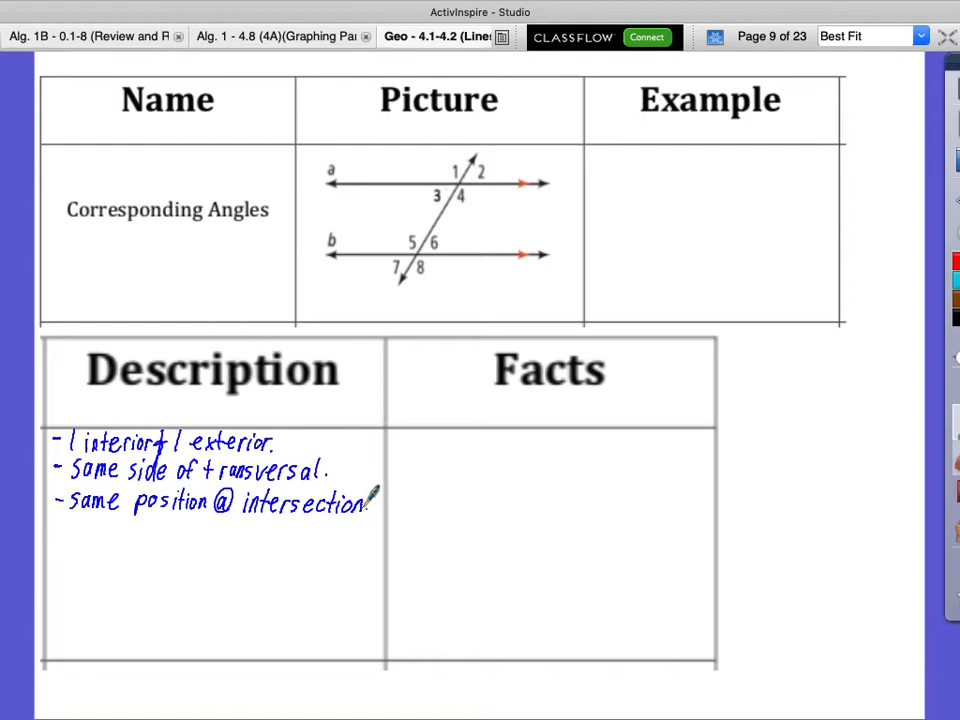 ActivInspire - Studio
Alg. 1B - 0.1-8 (Review and R
Alg. 1 - 4.8 (4A)(Graphing Par
Geo - 4.1-4.2 (Lines
CLASSFLOW Connect
Page 9 of 23
Best Fit
Name Picture Example
Corresponding Angles
a 1 2
3 4
b 5 6
7 8
Description Facts
- 1 interior + 1 exterior.
- Same side of transversal.
- Same position @ intersection.